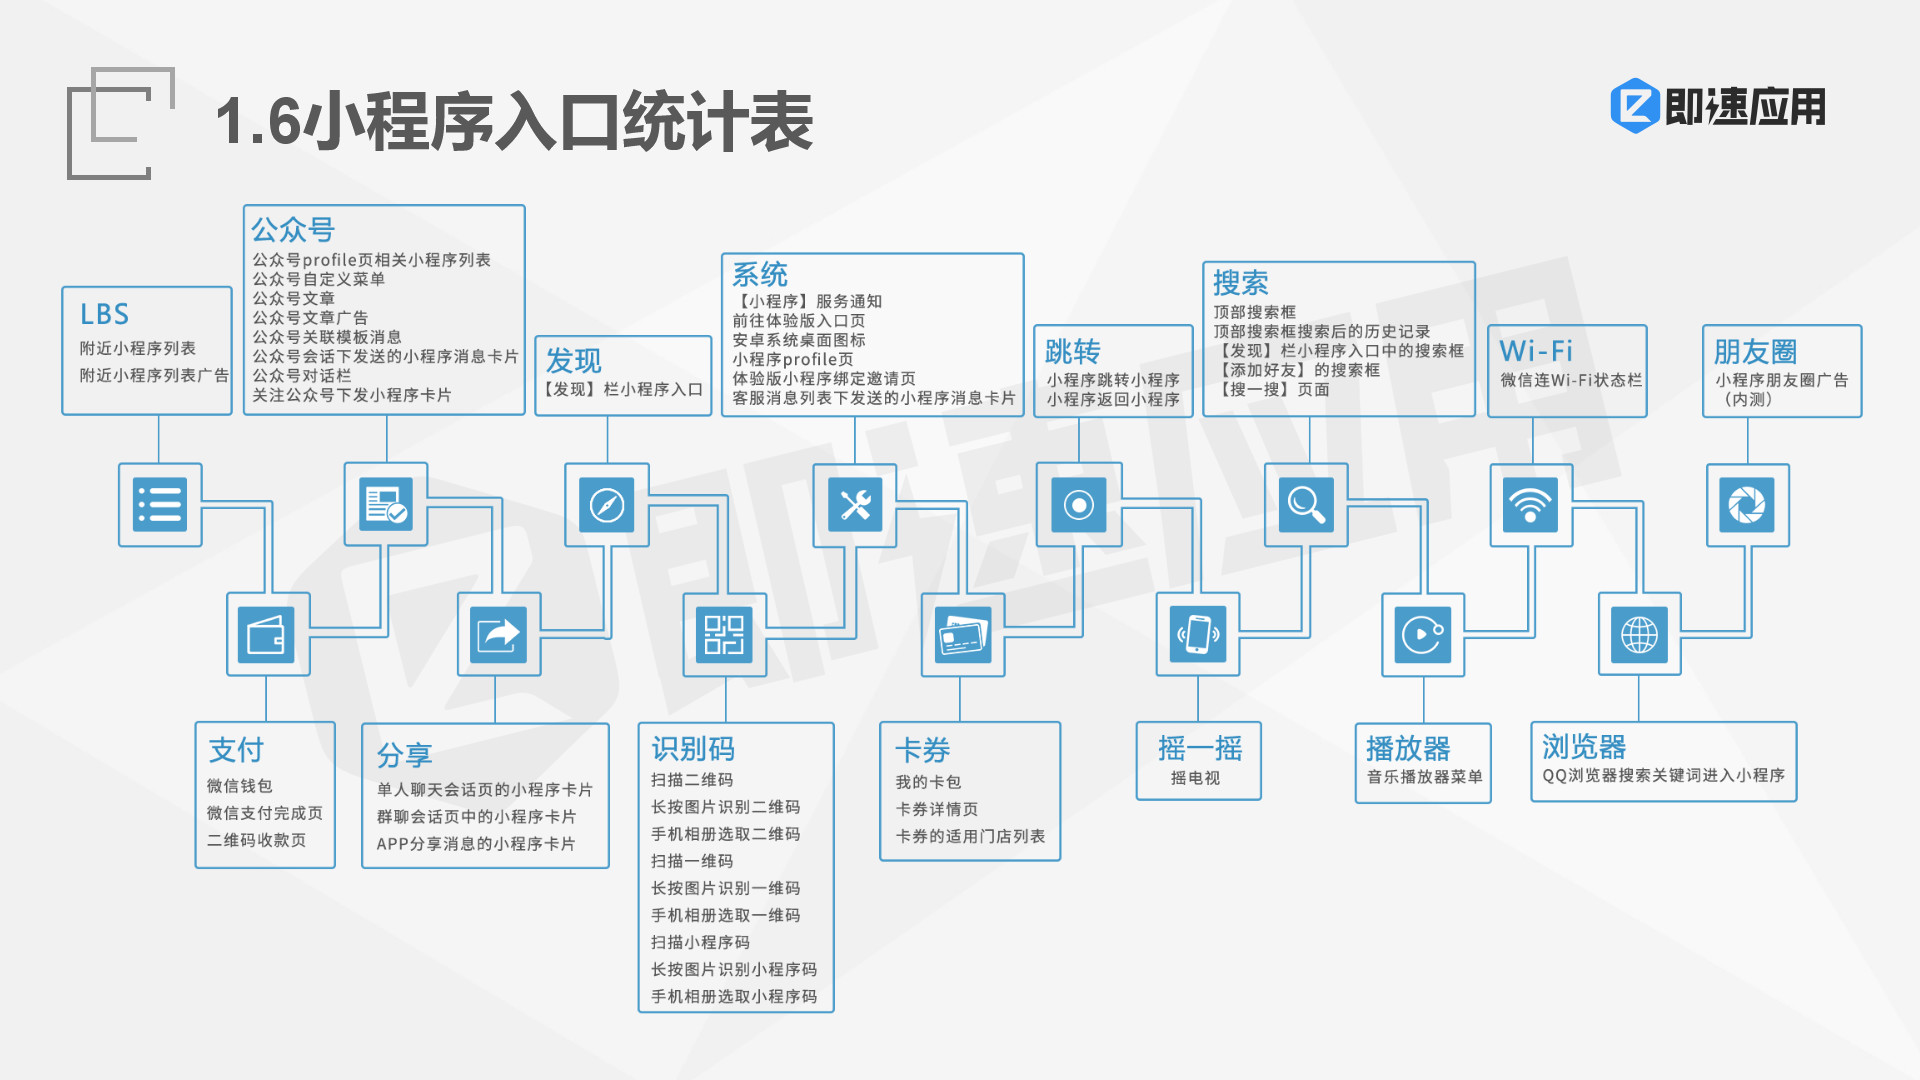 1.6小程序入口统计表
即速应用
LBS
附近小程序列表
附近小程序列表广告
公众号
公众号profile页相关小程序列表
公众号自定义菜单
公众号文章
公众号文章广告
公众号关联模板消息
公众号会话下发送的小程序消息卡片
公众号对话栏
关注公众号下发小程序卡片
发现
【发现】栏小程序入口
系统
【小程序】服务通知
前往体验版入口页
安卓系统桌面图标
小程序profile页
体验版小程序绑定邀请页
客服消息列表下发送的小程序消息卡片
跳转
小程序跳转小程序
小程序返回小程序
搜索
顶部搜索框
顶部搜索框搜索后的历史记录
【发现】栏小程序入口中的搜索框
【添加好友】的搜索框
【搜一搜】页面
Wi-Fi
微信连Wi-Fi状态栏
朋友圈
小程序朋友圈广告
（内测）
支付
微信钱包
微信支付完成页
二维码收款页
分享
单人聊天会话页的小程序卡片
群聊会话页中的小程序卡片
APP分享消息的小程序卡片
识别码
扫描二维码
长按图片识别二维码
手机相册选取二维码
扫描一维码
长按图片识别一维码
手机相册选取一维码
扫描小程序码
长按图片识别小程序码
手机相册选取小程序码
卡券
我的卡包
卡券详情页
卡券的适用门店列表
摇一摇
摇电视
播放器
音乐播放器菜单
浏览器
QQ浏览器搜索关键词进入小程序
即速应用